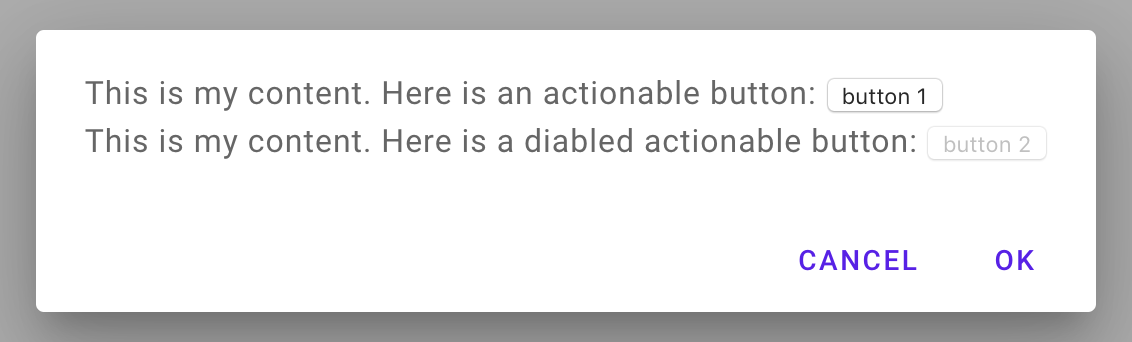 This is my content. Here is an actionable button: button 1
This is my content. Here is a diabled actionable button: button 2
CANCEL OK